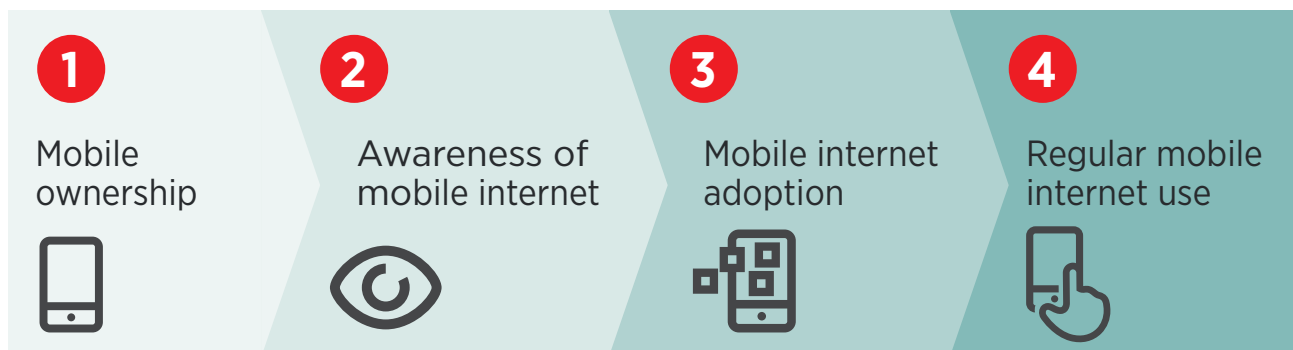 1
Mobile
ownership
2
Awareness of
mobile internet
3
Mobile internet
adoption
4
Regular mobile
internet use